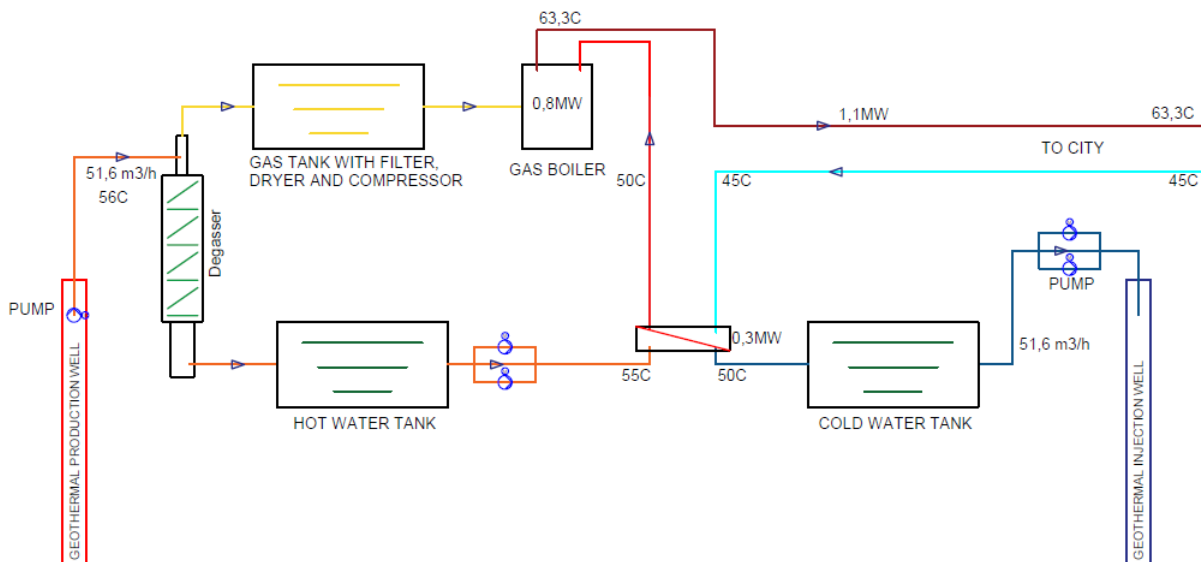 63,3C
0,8MW
1,1MW
63,3C
GAS TANK WITH FILTER,
DRYER AND COMPRESSOR
GAS BOILER
TO CITY
51,6 m3/h
56C
50C
45C
45C
Degasser
PUMP
PUMP
0,3MW
51,6 m3/h
55C
50C
HOT WATER TANK
COLD WATER TANK
GEOTHERMAL PRODUCTION WELL
GEOTHERMAL INJECTION WELL